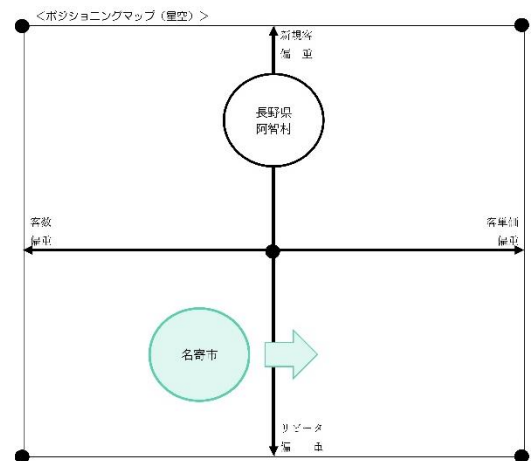 ＜ポジショニングマップ（星空）＞
新規客
偏　重
長野県
阿智村
客数
偏重
客単価
偏重
名寄市
リピータ
偏　重